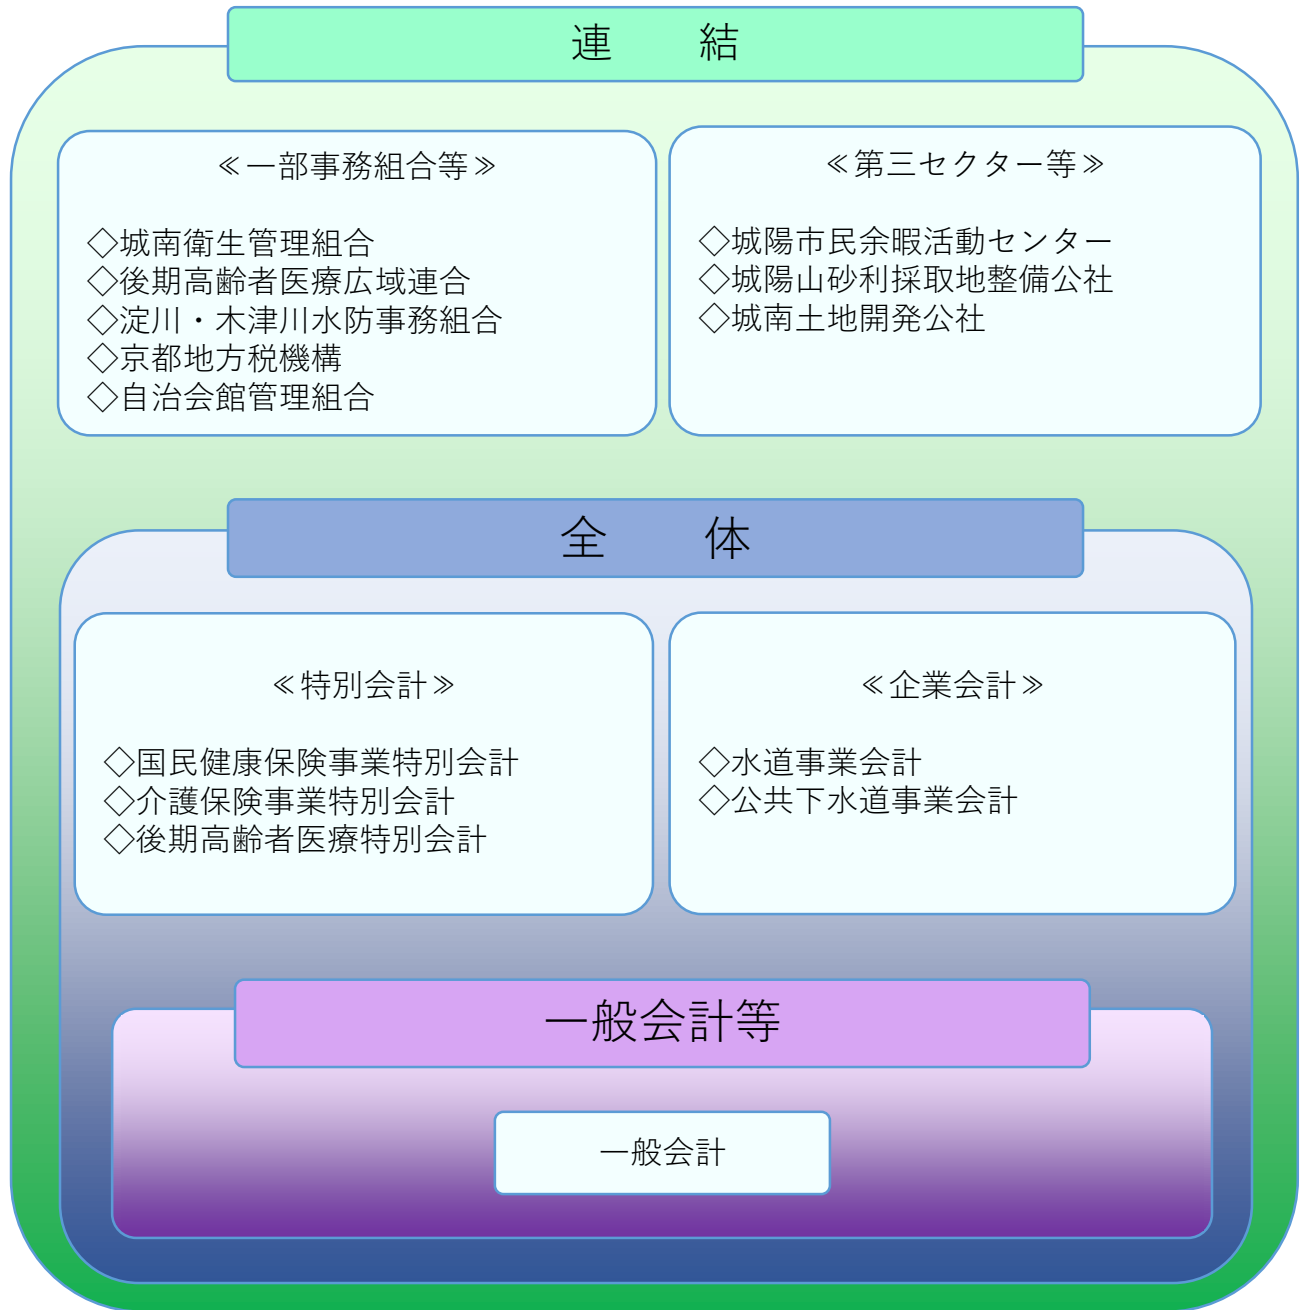 連　　結
≪一部事務組合等≫
◇城南衛生管理組合
◇後期高齢者医療広域連合
◇淀川・木津川水防事務組合
◇京都地方税機構
◇自治会館管理組合
≪第三セクター等≫
◇城陽市民余暇活動センター
◇城陽山砂利採取地整備公社
◇城南土地開発公社
全　　体
≪特別会計≫
◇国民健康保険事業特別会計
◇介護保険事業特別会計
◇後期高齢者医療特別会計
≪企業会計≫
◇水道事業会計
◇公共下水道事業会計
一般会計等
一般会計